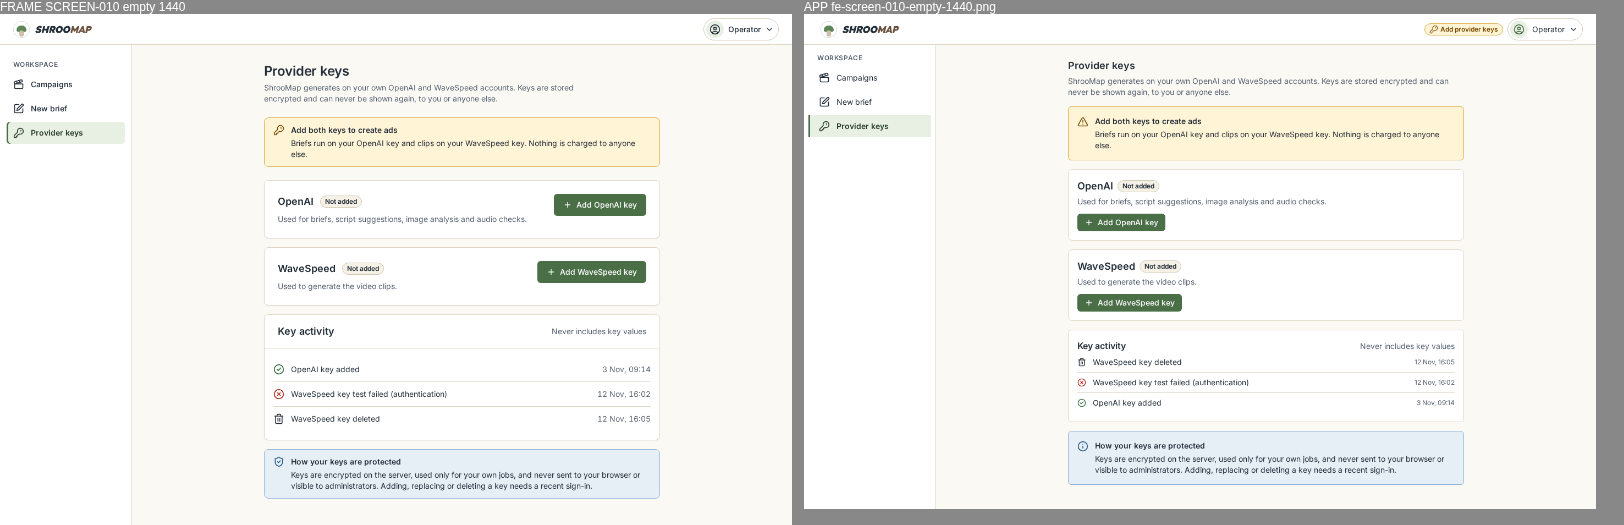 FRAME SCREEN-010 empty 1440
SHROOMAP
Operator
WORKSPACE
Campaigns
New brief
Provider keys
Provider keys
ShrooMap generates on your own OpenAI and WaveSpeed accounts. Keys are stored
encrypted and can never be shown again, to you or anyone else.
Add both keys to create ads
Briefs run on your OpenAI key and clips on your WaveSpeed key. Nothing is charged to anyone
else.
OpenAI Not added
Add OpenAI key
Used for briefs, script suggestions, image analysis and audio checks.
WaveSpeed Not added
Add WaveSpeed key
Used to generate the video clips.
Key activity Never includes key values
OpenAI key added 3 Nov, 09:14
WaveSpeed key test failed (authentication) 12 Nov, 16:02
WaveSpeed key deleted 12 Nov, 16:05
How your keys are protected
Keys are encrypted on the server, used only for your own jobs, and never sent to your browser or
visible to administrators. Adding, replacing or deleting a key needs a recent sign-in.
APP fe-screen-010-empty-1440.png
SHROOMAP
Add provider keys
Operator
WORKSPACE
Campaigns
New brief
Provider keys
Provider keys
ShrooMap generates on your own OpenAI and WaveSpeed accounts. Keys are stored encrypted and can
never be shown again, to you or anyone else.
Add both keys to create ads
Briefs run on your OpenAI key and clips on your WaveSpeed key. Nothing is charged to anyone
else.
OpenAI Not added
Used for briefs, script suggestions, image analysis and audio checks.
Add OpenAI key
WaveSpeed Not added
Used to generate the video clips.
Add WaveSpeed key
Key activity Never includes key values
WaveSpeed key deleted 12 Nov, 16:05
WaveSpeed key test failed (authentication) 12 Nov, 16:02
OpenAI key added 3 Nov, 09:14
How your keys are protected
Keys are encrypted on the server, used only for your own jobs, and never sent to your browser or
visible to administrators. Adding, replacing or deleting a key needs a recent sign-in.